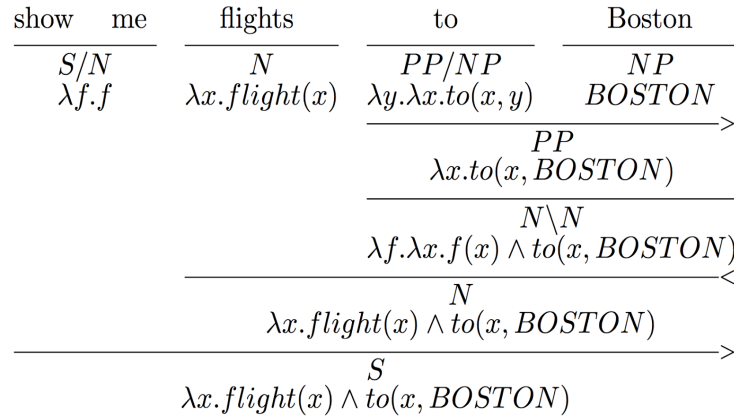 show me flights to Boston
S/N N PP/NP NP
λf.f λx.flight(x) λy.λx.to(x, y) BOSTON
>
PP
λx.to(x, BOSTON)
N\N
λf.λx.f(x) ∧ to(x, BOSTON)
<
N
λx.flight(x) ∧ to(x, BOSTON)
>
S
λx.flight(x) ∧ to(x, BOSTON)